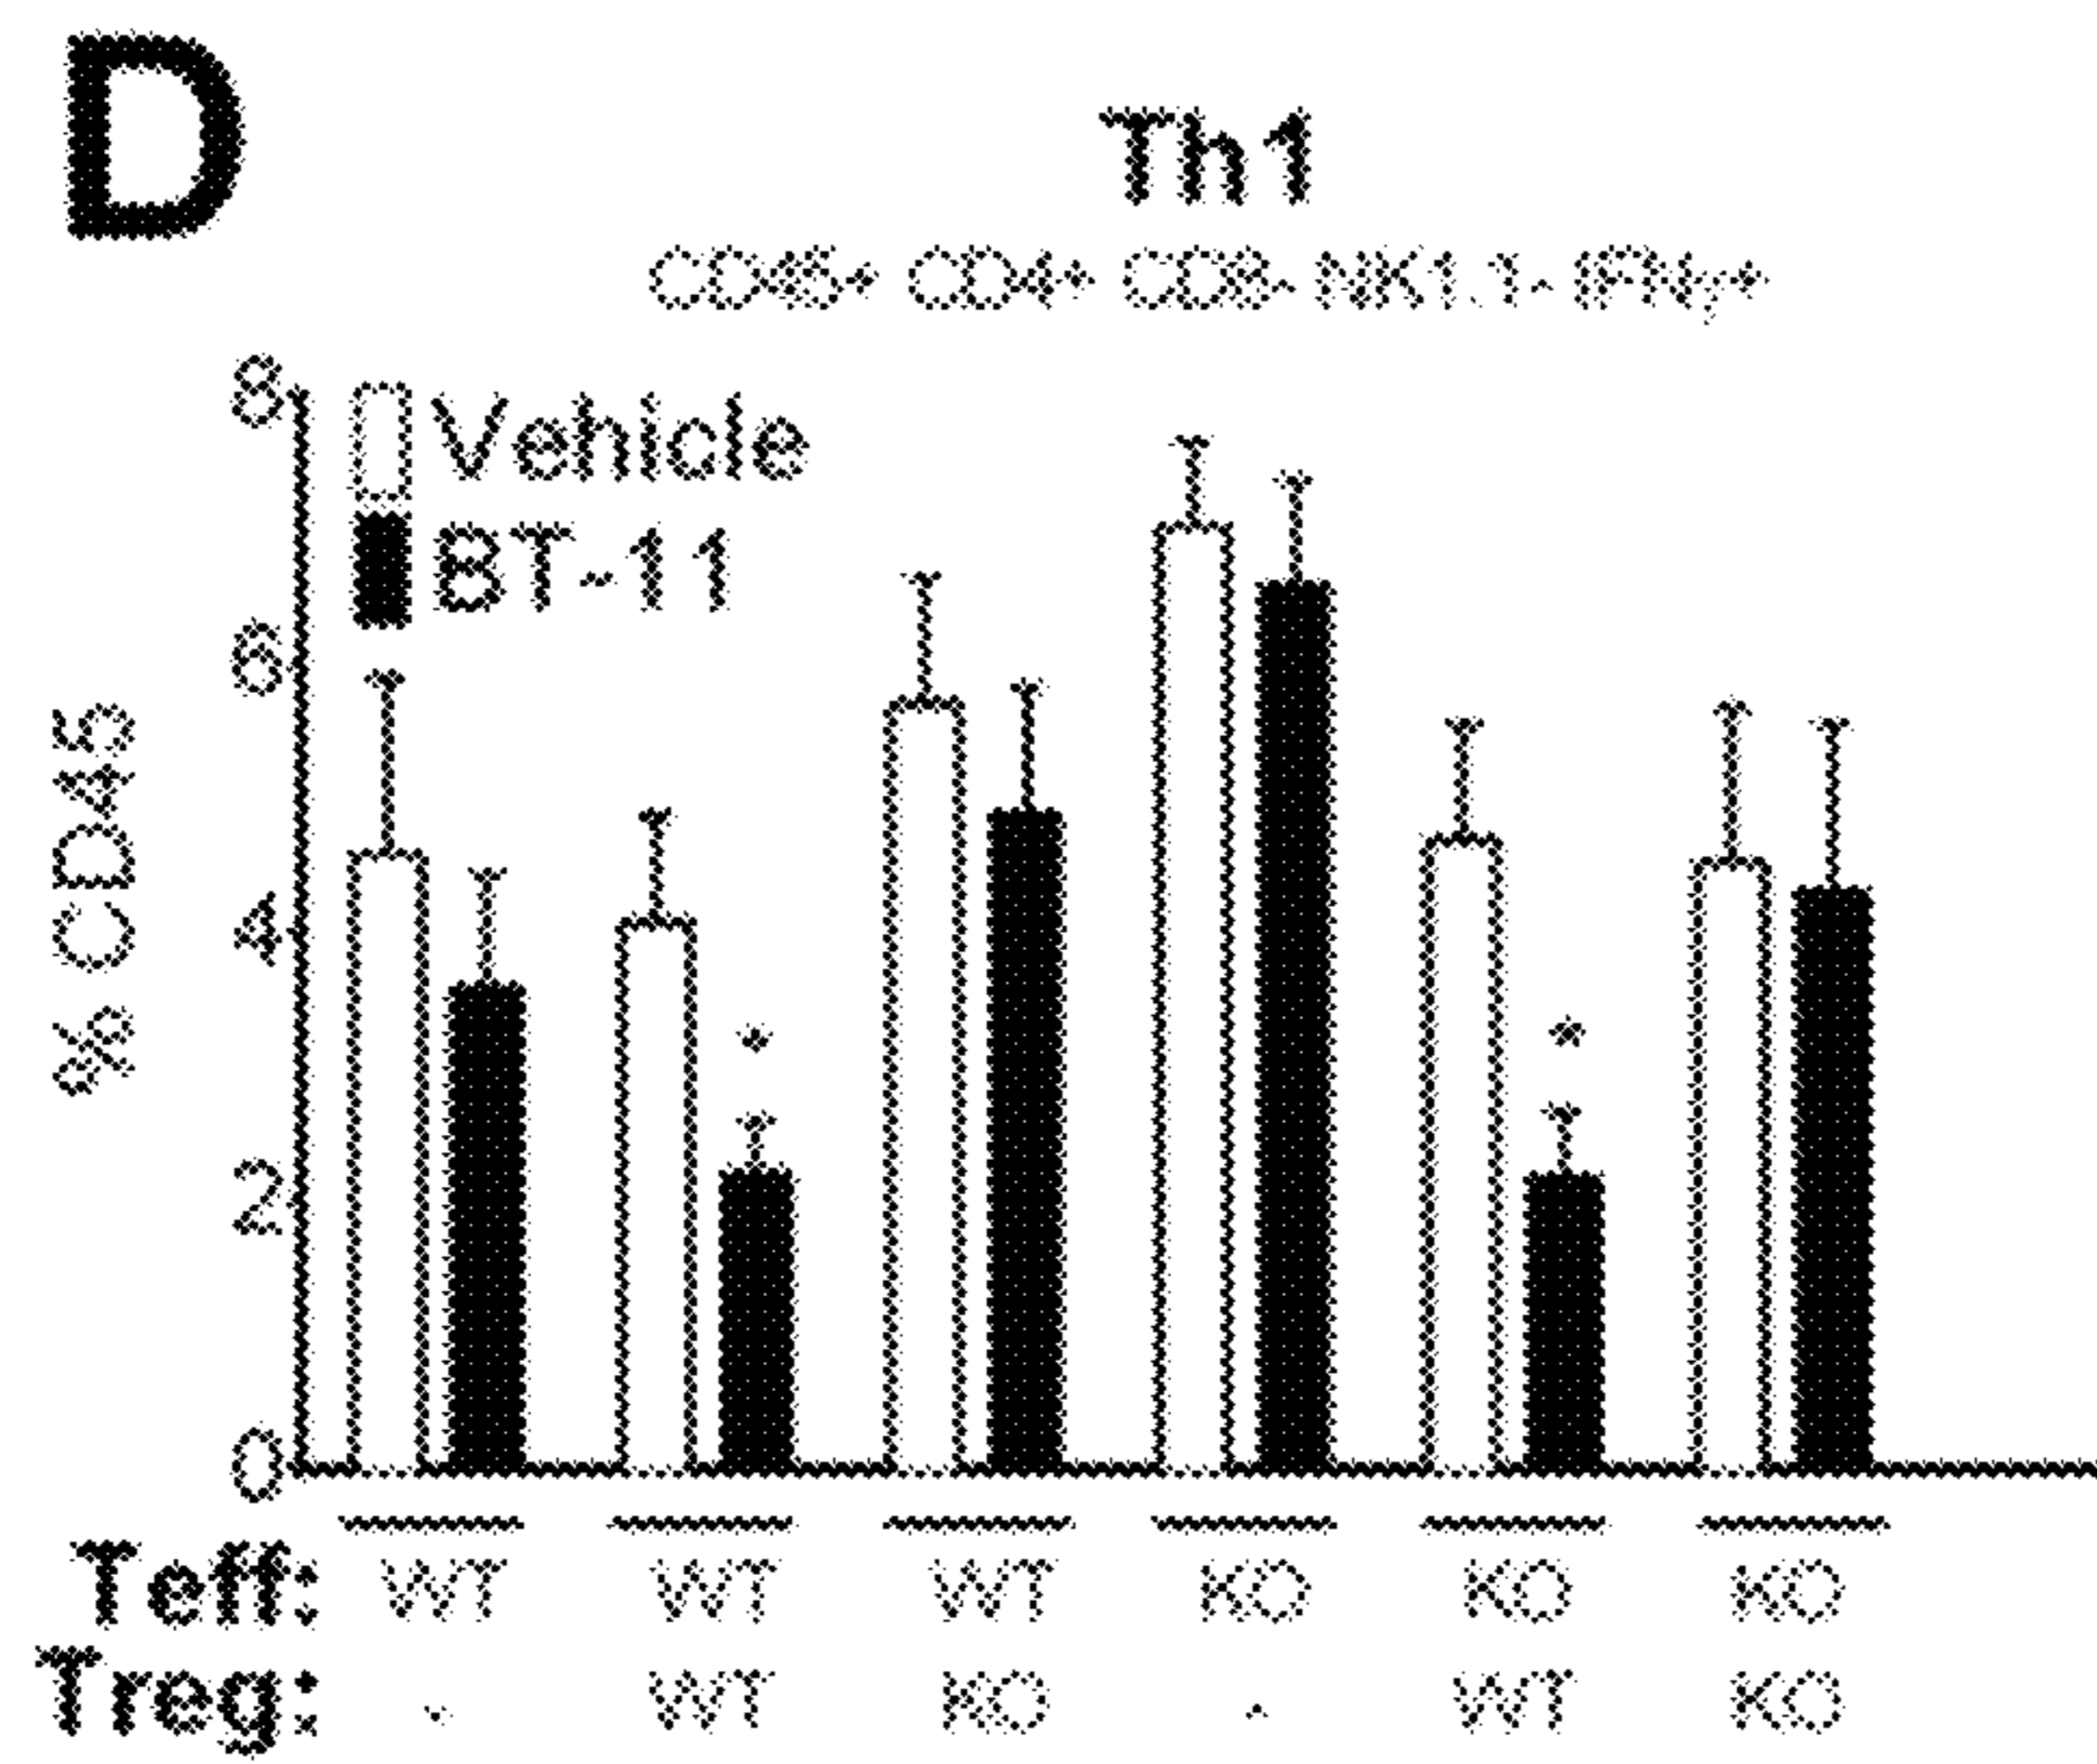 D
Th1
CD45+ CD4+ CD8- NK1.1- IFNγ+
8
Vehicle
BT-11
6
% CD45
4
*
*
2
0
Teff: WT WT WT KO KO KO
Treg: - WT KO - WT KO